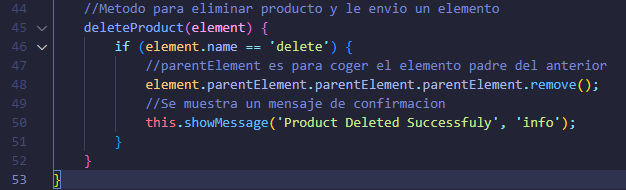 44 //Metodo para eliminar producto y le envio un elemento
45 deleteProduct(element) {
46 if (element.name == 'delete') {
47 //parentElement es para coger el elemento padre del anterior
48 element.parentElement.parentElement.parentElement.remove();
49 //Se muestra un mensaje de confirmacion
50 this.showMessage('Product Deleted Successfuly', 'info');
51 }
52 }
53 }